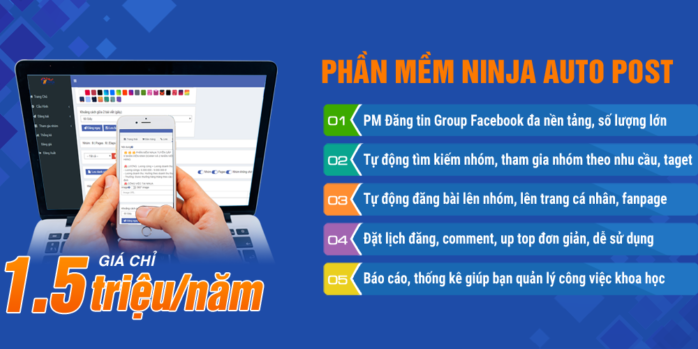 PHẦN MỀM NINJA AUTO POST
01 PM Đăng tin Group Facebook đa nền tảng, số lượng lớn
02 Tự động tìm kiếm nhóm, tham gia nhóm theo nhu cầu, taget
03 Tự động đăng bài lên nhóm, lên trang cá nhân, fanpage
04 Đặt lịch đăng, comment, up top đơn giản, dễ sử dụng
05 Báo cáo, thống kê giúp bạn quản lý công việc khoa học
GIÁ CHỈ
1.5 triệu/năm